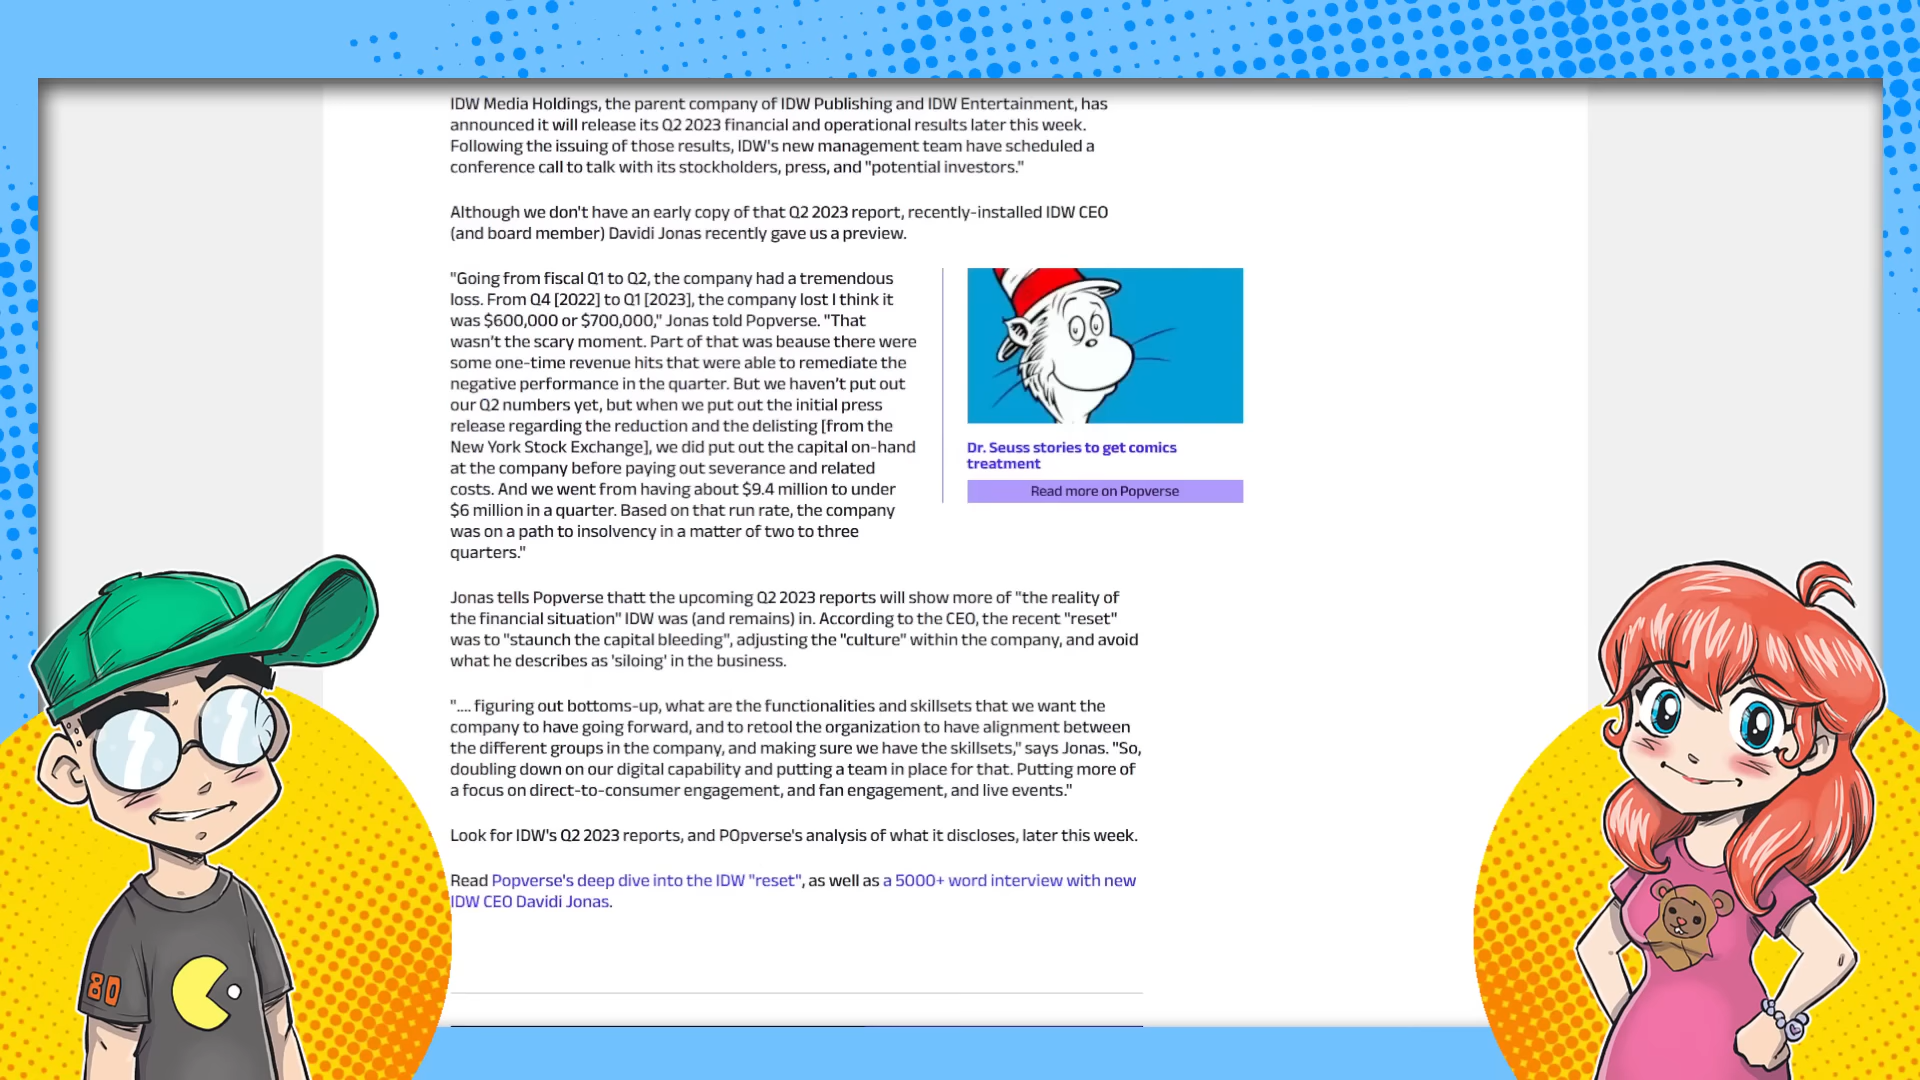 IDW Media Holdings, the parent company of IDW Publishing and IDW Entertainment, has
announced it will release its Q2 2023 financial and operational results later this week.
Following the issuing of those results, IDW's new management team have scheduled a
conference call to talk with its stockholders, press, and "potential investors."
Although we don't have an early copy of that Q2 2023 report, recently-installed IDW CEO
(and board member) Davidi Jonas recently gave us a preview.
"Going from fiscal Q1 to Q2, the company had a tremendous
loss. From Q4 [2022] to Q1 [2023], the company lost I think it
was $600,000 or $700,000," Jonas told Popverse. "That
wasn't the scary moment. Part of that was beause there were
some one-time revenue hits that were able to remediate the
negative performance in the quarter. But we haven't put out
our Q2 numbers yet, but when we put out the initial press
release regarding the reduction and the delisting [from the
New York Stock Exchange], we did put out the capital on-hand
at the company before paying out severance and related
costs. And we went from having about $9.4 million to under
$6 million in a quarter. Based on that run rate, the company
was on a path to insolvency in a matter of two to three
quarters."
Dr. Seuss stories to get comics
treatment
Read more on Popverse
Jonas tells Popverse thatt the upcoming Q2 2023 reports will show more of "the reality of
the financial situation" IDW was (and remains) in. According to the CEO, the recent "reset"
was to "staunch the capital bleeding", adjusting the "culture" within the company, and avoid
what he describes as 'siloing' in the business.
".... figuring out bottoms-up, what are the functionalities and skillsets that we want the
company to have going forward, and to retool the organization to have alignment between
the different groups in the company, and making sure we have the skillsets," says Jonas. "So,
doubling down on our digital capability and putting a team in place for that. Putting more of
a focus on direct-to-consumer engagement, and fan engagement, and live events."
Look for IDW's Q2 2023 reports, and POpverse's analysis of what it discloses, later this week.
Read Popverse's deep dive into the IDW "reset", as well as a 5000+ word interview with new
IDW CEO Davidi Jonas.
80